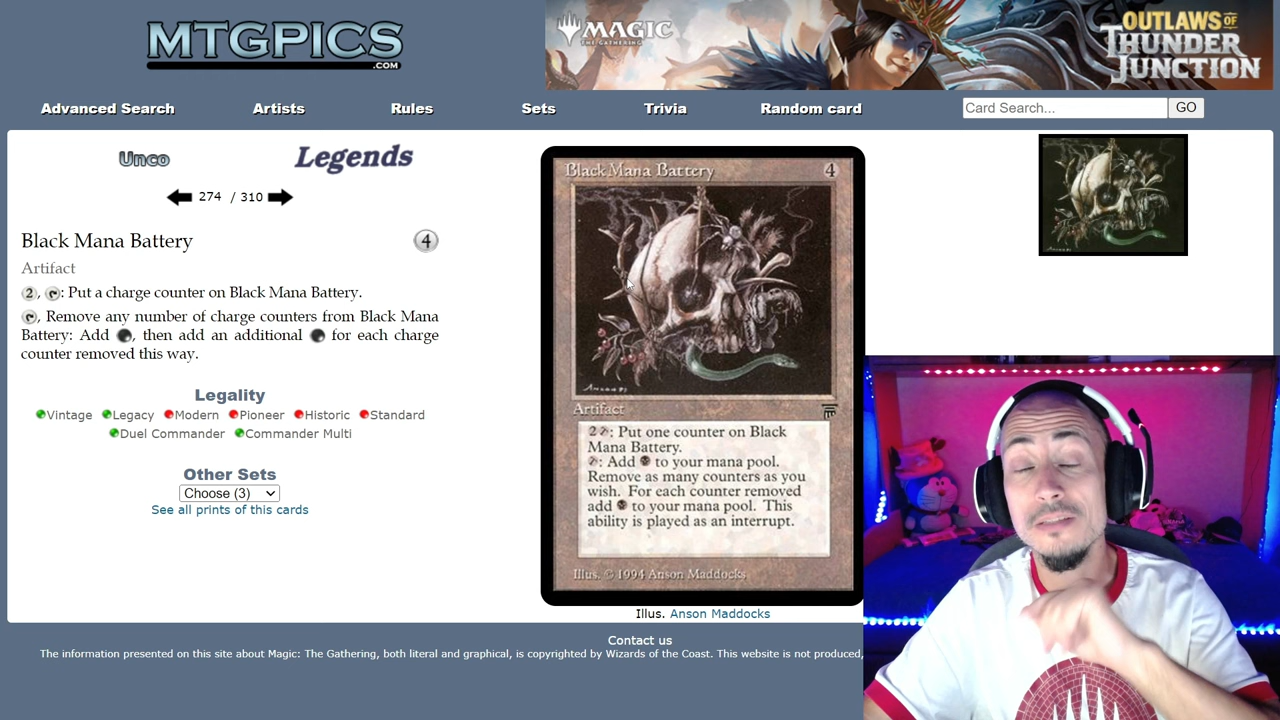 MTGPICS
.COM
MAGIC
THE GATHERING
OUTLAWS OF
THUNDER
JUNCTION
Advanced Search
Artists
Rules
Sets
Trivia
Random card
Card Search...
GO
Unco
Legends
274 / 310
Black Mana Battery
4
Artifact
2, : Put a charge counter on Black Mana Battery.
, Remove any number of charge counters from Black Mana
Battery: Add , then add an additional for each charge
counter removed this way.
Legality
Vintage Legacy Modern Pioneer Historic Standard
Duel Commander Commander Multi
Other Sets
Choose (3)
See all prints of this cards
Black Mana Battery 4
Artifact
2 : Put one counter on Black
Mana Battery.
: Add to your mana pool.
Remove as many counters as you
wish. For each counter removed
add to your mana pool. This
ability is played as an interrupt.
Illus. © 1994 Anson Maddocks
Illus. Anson Maddocks
Contact us
The information presented on this site about Magic: The Gathering, both literal and graphical, is copyrighted by Wizards of the Coast. This website is not produced,